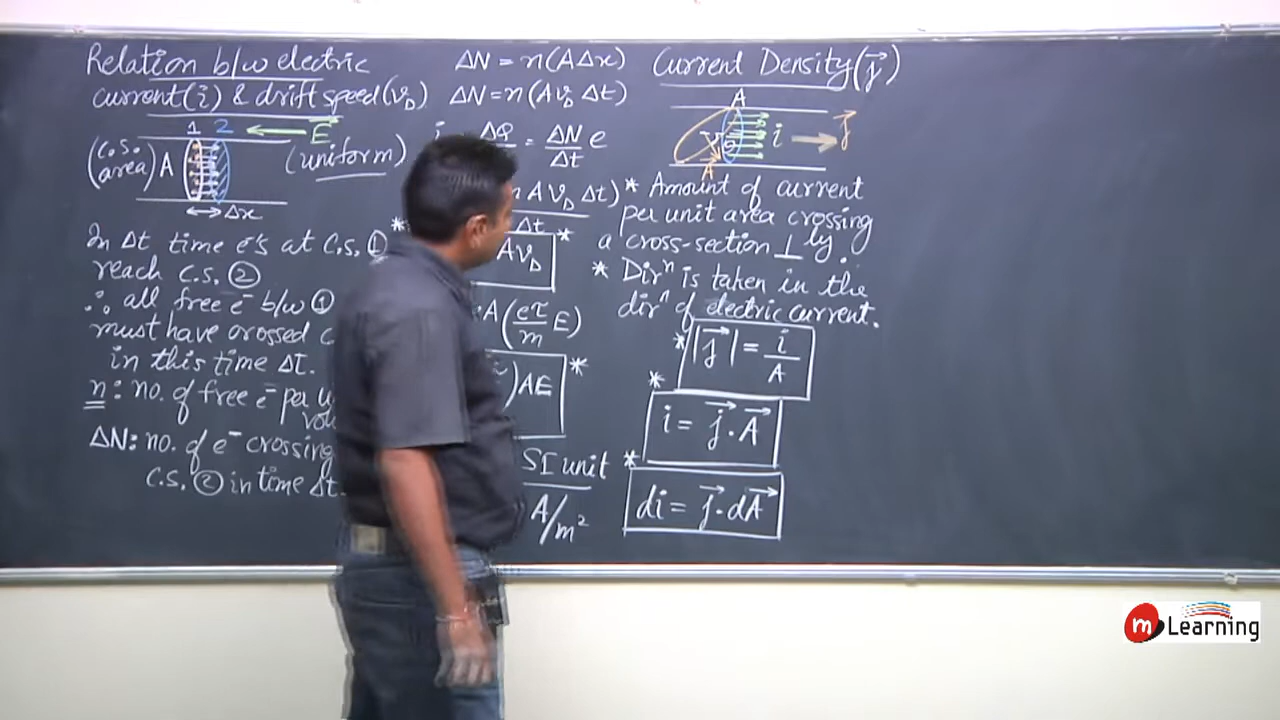 Relation b/w electric
current(i) & drift speed(v_D)
1 2 E⃗
(c.s. area) A (uniform)
Δx
In Δt time e⁻s at C.S. ①
reach C.S. ②
∴ all free e⁻ b/w ①
must have crossed
in this time Δt.
n: no. of free e⁻ per
ΔN: no. of e⁻ crossing
C.S. ② in time Δt.
ΔN = n(AΔx)
ΔN = n(Av_D Δt)
i ΔQ = ΔN/Δt e
n A v_D Δt)
Δt
* Av_D *
A(eτ/m E)
)AE *
SI unit
A/m²
Current Density(j⃗)
A
i j⃗
A
* Amount of current
per unit area crossing
a cross-section ⊥ly.
* Dirⁿ is taken in the
dirⁿ of electric current.
* |j⃗| = i/A
* i = j⃗.A⃗
* di = j⃗.dA⃗
m Learning